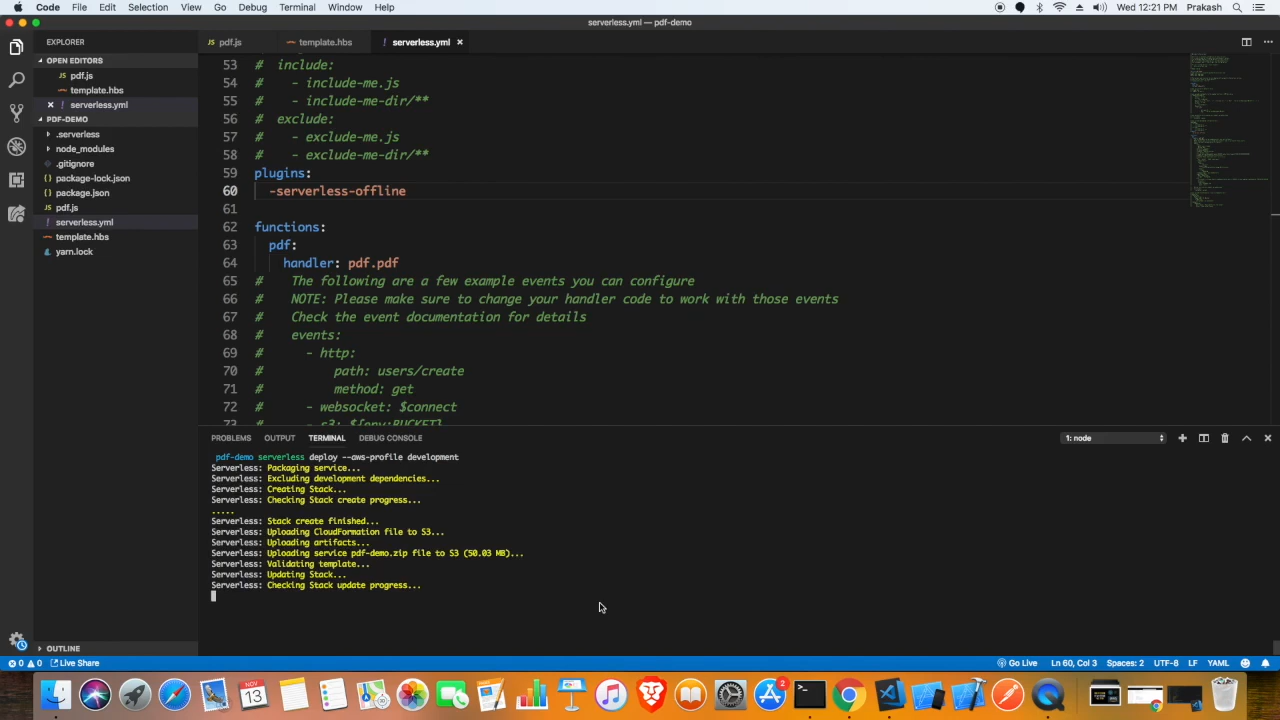 Code File Edit Selection View Go Debug Terminal Window Help Wed 12:21 PM Prakash
serverless.yml — pdf-demo
EXPLORER
OPEN EDITORS
pdf.js
template.hbs
serverless.yml
PDF-DEMO
.serverless
node_modules
.gitignore
package-lock.json
package.json
pdf.js
serverless.yml
template.hbs
yarn.lock
OUTLINE
pdf.js template.hbs serverless.yml
53 # include:
54 # - include-me.js
55 # - include-me-dir/**
56 # exclude:
57 # - exclude-me.js
58 # - exclude-me-dir/**
59 plugins:
60 -serverless-offline
61
62 functions:
63 pdf:
64 handler: pdf.pdf
65 # The following are a few example events you can configure
66 # NOTE: Please make sure to change your handler code to work with those events
67 # Check the event documentation for details
68 # events:
69 # - http:
70 # path: users/create
71 # method: get
72 # - websocket: $connect
73 # - s3: ${env:BUCKET}
PROBLEMS OUTPUT TERMINAL DEBUG CONSOLE 1: node
pdf-demo serverless deploy --aws-profile development
Serverless: Packaging service...
Serverless: Excluding development dependencies...
Serverless: Creating Stack...
Serverless: Checking Stack create progress...
.....
Serverless: Stack create finished...
Serverless: Uploading CloudFormation file to S3...
Serverless: Uploading artifacts...
Serverless: Uploading service pdf-demo.zip file to S3 (50.03 MB)...
Serverless: Validating template...
Serverless: Updating Stack...
Serverless: Checking Stack update progress...
0 0 Live Share Go Live Ln 60, Col 3 Spaces: 2 UTF-8 LF YAML
NOV
13
2